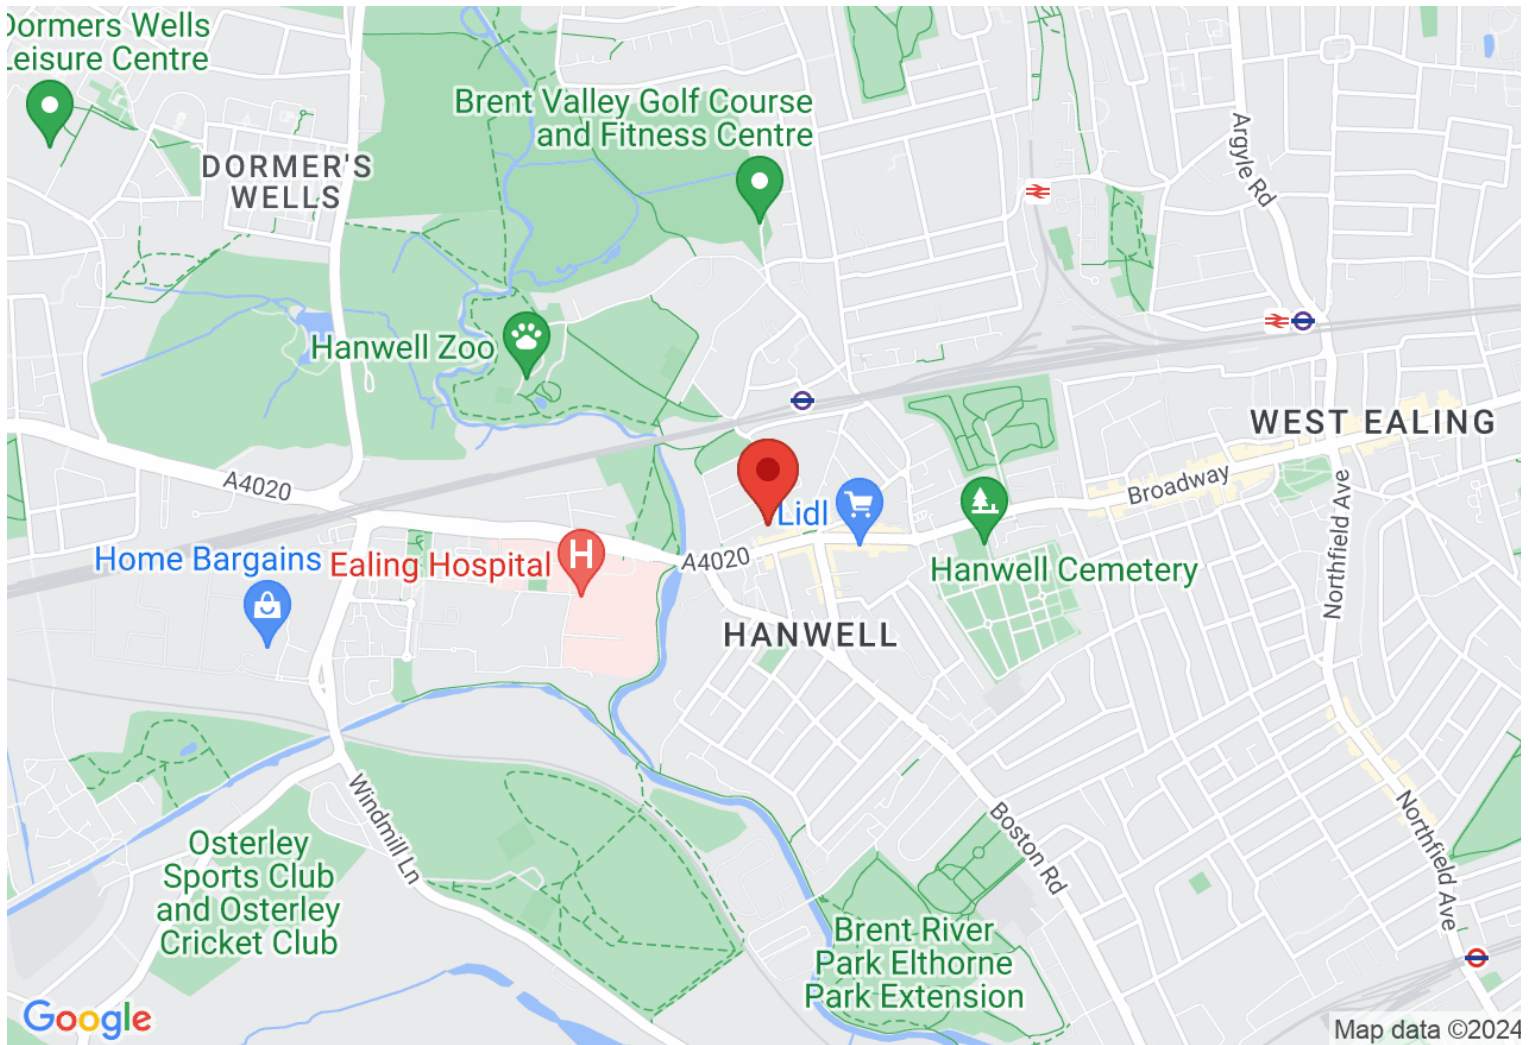 Dormers Wells
Leisure Centre
Brent Valley Golf Course
and Fitness Centre
DORMER'S
WELLS
Argyle Rd
Hanwell Zoo
WEST EALING
A4020
Broadway
Lidl
Northfield Ave
Home Bargains
Ealing Hospital
H
A4020
Hanwell Cemetery
HANWELL
Windmill Ln
Boston Rd
Northfield Ave
Osterley
Sports Club
and Osterley
Cricket Club
Brent River
Park Elthorne
Park Extension
Google
Map data ©2024